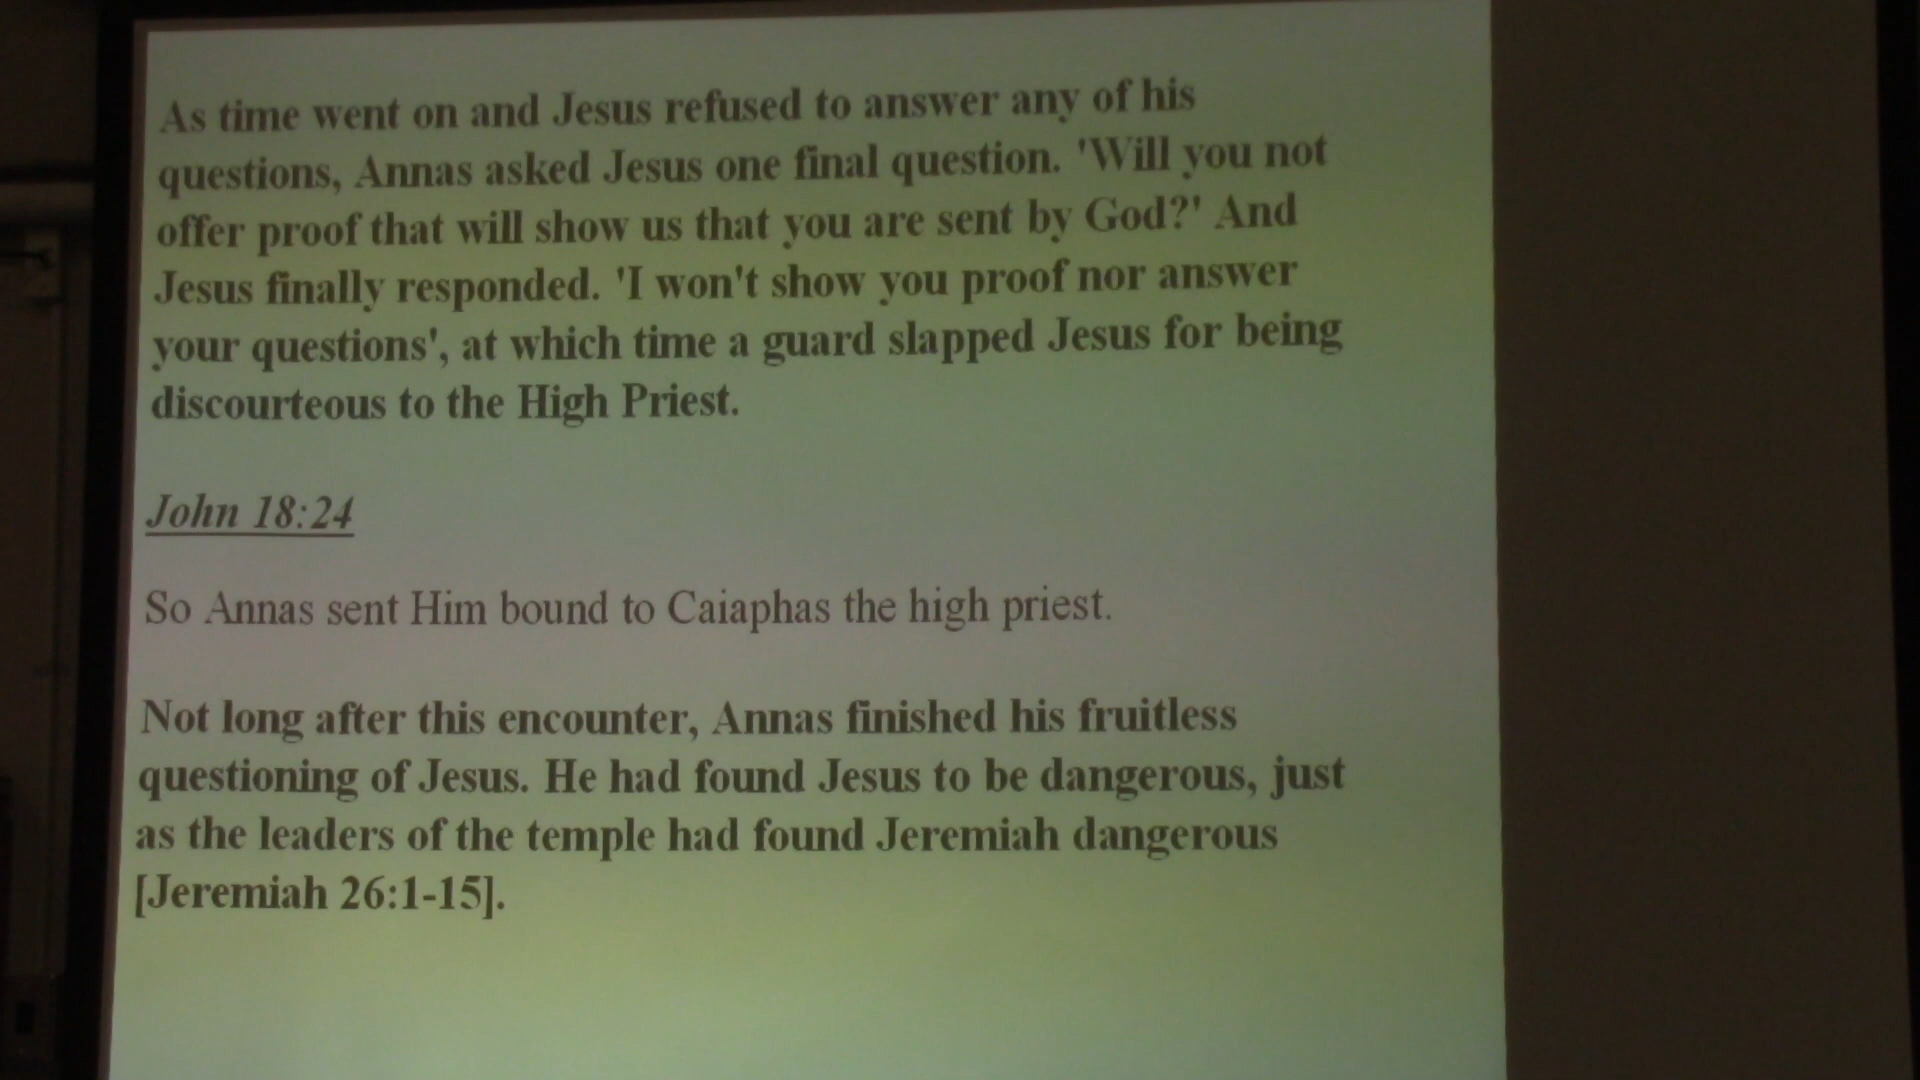 As time went on and Jesus refused to answer any of his
questions, Annas asked Jesus one final question. 'Will you not
offer proof that will show us that you are sent by God?' And
Jesus finally responded. 'I won't show you proof nor answer
your questions', at which time a guard slapped Jesus for being
discourteous to the High Priest.
John 18:24
So Annas sent Him bound to Caiaphas the high priest.
Not long after this encounter, Annas finished his fruitless
questioning of Jesus. He had found Jesus to be dangerous, just
as the leaders of the temple had found Jeremiah dangerous
[Jeremiah 26:1-15].